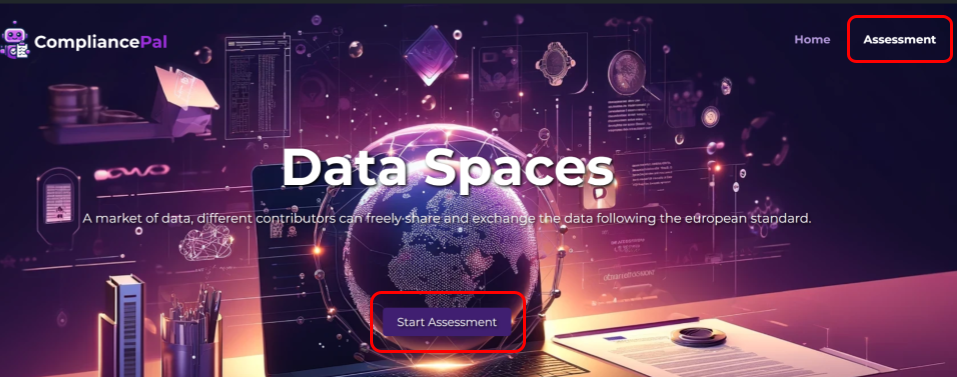 CompliancePal
Home
Assessment
Data Spaces
A market of data, different contributors can freely share and exchange the data following the european standard.
Start Assessment